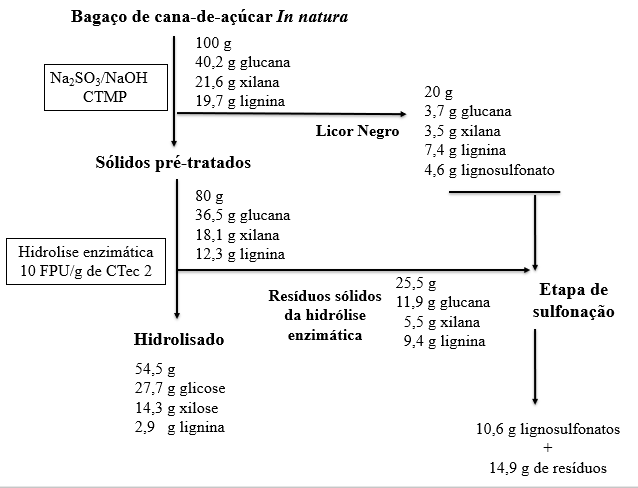 Bagaço de cana-de-açúcar In natura
100 g
40,2 g glucana
21,6 g xilana
19,7 g lignina
Na₂SO₃/NaOH
CTMP
20 g
3,7 g glucana
3,5 g xilana
7,4 g lignina
4,6 g lignosulfonato
Licor Negro
Sólidos pré-tratados
80 g
36,5 g glucana
18,1 g xilana
12,3 g lignina
Hidrolise enzimática
10 FPU/g de CTec 2
Resíduos sólidos
da hidrólise
enzimática
25,5 g
11,9 g glucana
5,5 g xilana
9,4 g lignina
Etapa de
sulfonação
Hidrolisado
54,5 g
27,7 g glicose
14,3 g xilose
2,9 g lignina
10,6 g lignosulfonatos
+
14,9 g de resíduos